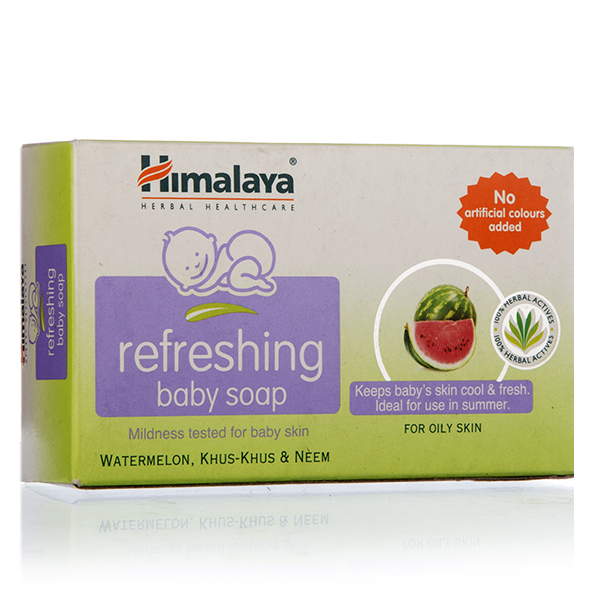 Himalaya®
HERBAL HEALTHCARE
No
artificial colours
added
refreshing
baby soap
Mildness tested for baby skin
WATERMELON, KHUS-KHUS & NÈEM
100% HERBAL ACTIVES
100% HERBAL ACTIVES
Keeps baby's skin cool & fresh.
Ideal for use in summer.
FOR OILY SKIN
Himalaya
refreshing
baby soap